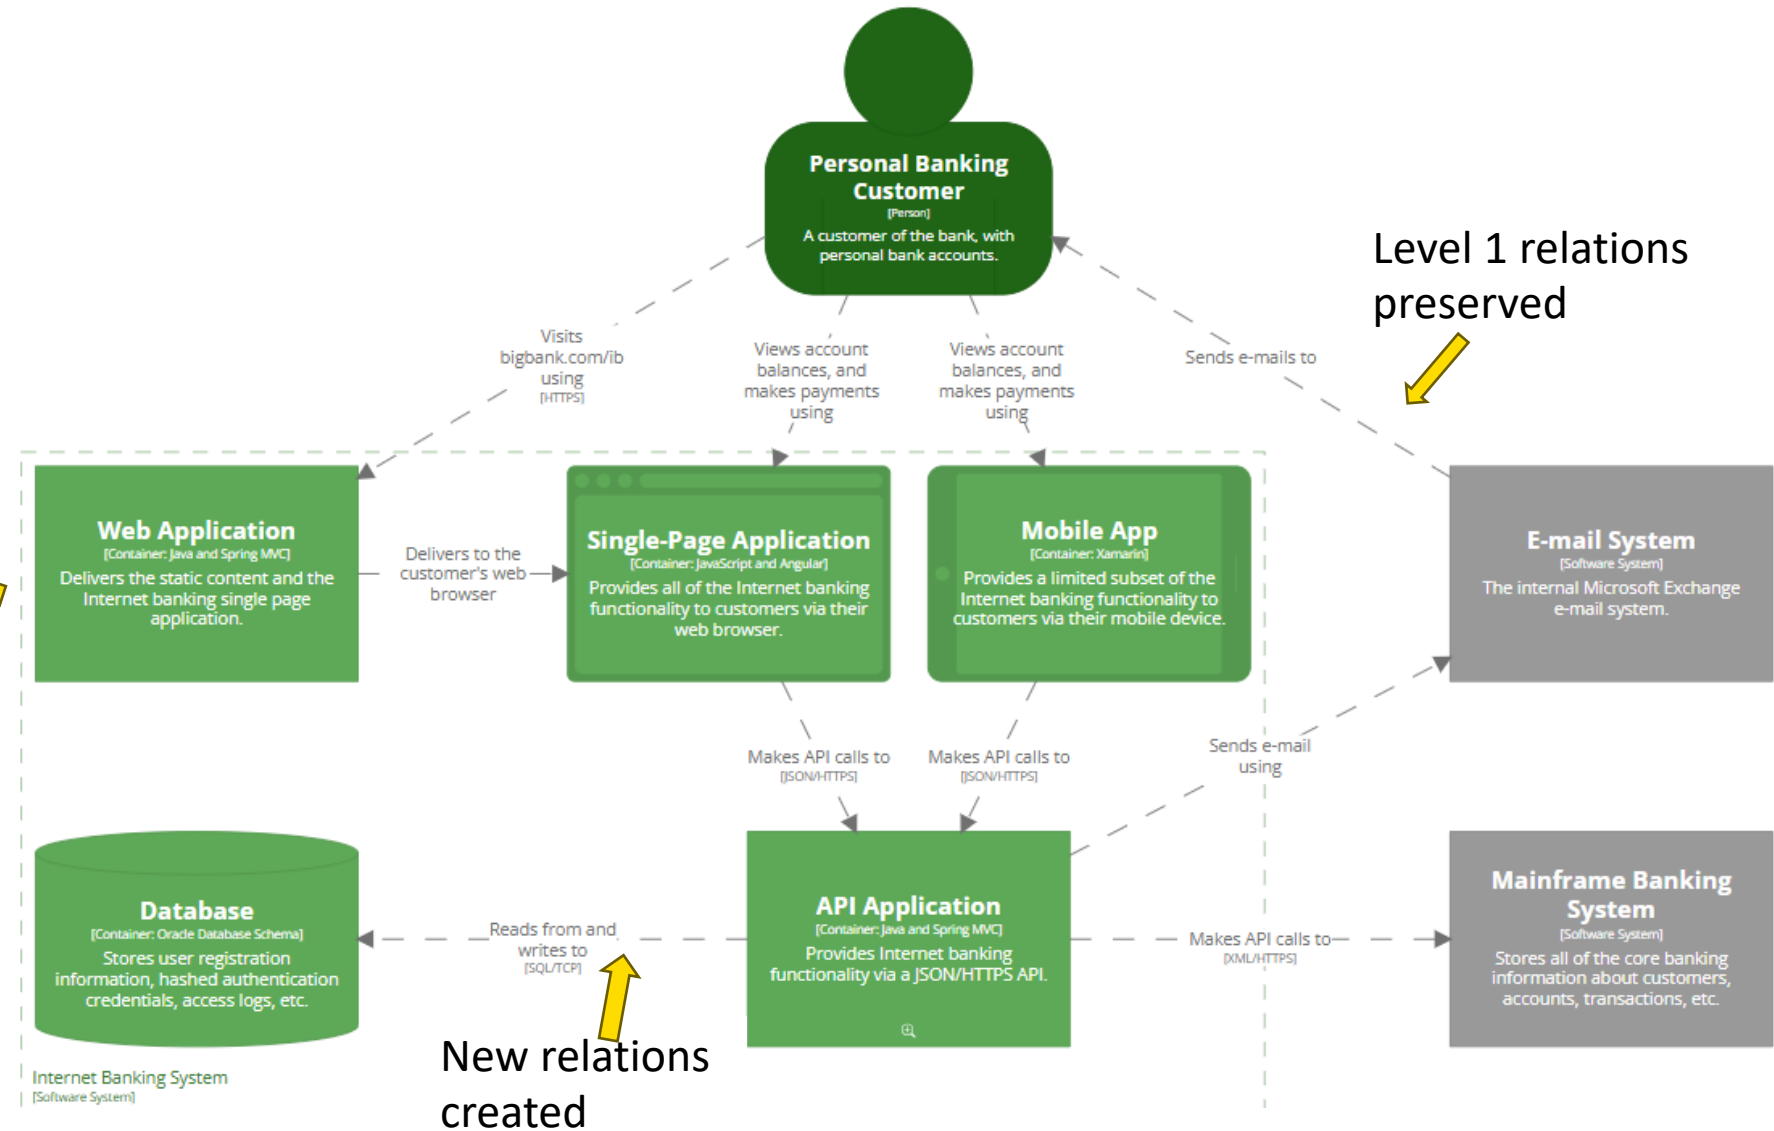 Personal Banking
Customer
[Person]
A customer of the bank, with
personal bank accounts.
Level 1 relations
preserved
Visits
bigbank.com/ib
using
[HTTPS]
Views account
balances, and
makes payments
using
Views account
balances, and
makes payments
using
Sends e-mails to
Web Application
[Container: Java and Spring MVC]
Delivers the static content and the
Internet banking single page
application.
Delivers to the
customer's web
browser
Single-Page Application
[Container: JavaScript and Angular]
Provides all of the Internet banking
functionality to customers via their
web browser.
Mobile App
[Container: Xamarin]
Provides a limited subset of the
Internet banking functionality to
customers via their mobile device.
E-mail System
[Software System]
The internal Microsoft Exchange
e-mail system.
Makes API calls to
[JSON/HTTPS]
Makes API calls to
[JSON/HTTPS]
Sends e-mail
using
Database
[Container: Oracle Database Schema]
Stores user registration
information, hashed authentication
credentials, access logs, etc.
Reads from and
writes to
[SQL/TCP]
API Application
[Container: Java and Spring MVC]
Provides Internet banking
functionality via a JSON/HTTPS API.
Makes API calls to
[XML/HTTPS]
Mainframe Banking
System
[Software System]
Stores all of the core banking
information about customers,
accounts, transactions, etc.
New relations
created
Internet Banking System
[Software System]